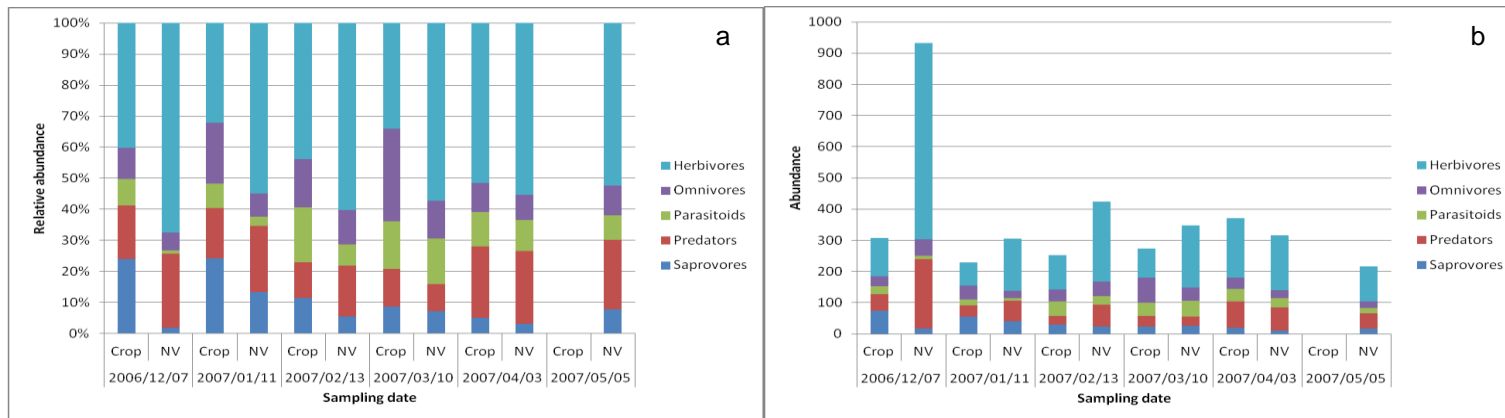 a
Relative abundance
100%
90%
80%
70%
60%
50%
40%
30%
20%
10%
0%
Crop NV Crop NV Crop NV Crop NV Crop NV Crop NV
2006/12/07 2007/01/11 2007/02/13 2007/03/10 2007/04/03 2007/05/05
Sampling date
Herbivores
Omnivores
Parasitoids
Predators
Saprovores
b
Abundance
1000
900
800
700
600
500
400
300
200
100
0
Crop NV Crop NV Crop NV Crop NV Crop NV Crop NV
2006/12/07 2007/01/11 2007/02/13 2007/03/10 2007/04/03 2007/05/05
Sampling date
Herbivores
Omnivores
Parasitoids
Predators
Saprovores